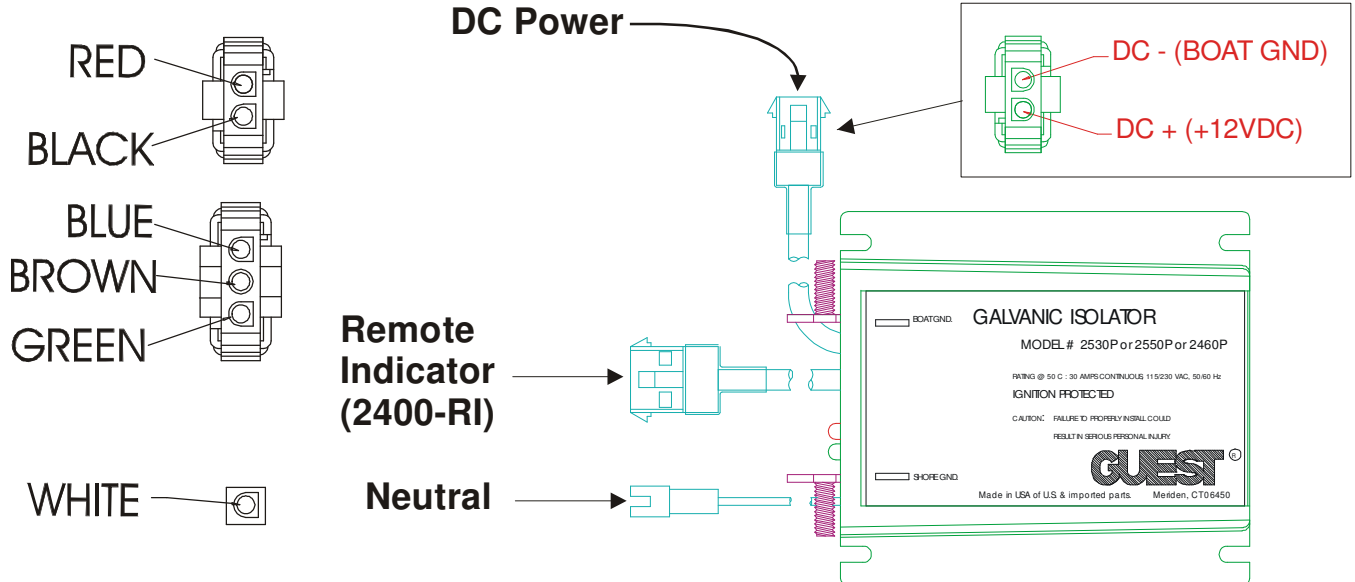 RED
BLACK
BLUE
BROWN
GREEN
WHITE
DC Power
DC - (BOAT GND)
DC + (+12VDC)
Remote
Indicator
(2400-RI)
Neutral
BOATGND.
GALVANIC ISOLATOR
MODEL # 2530P or 2550P or 2460P
RATING @ 50 C : 30 AMPS CONTINUOUS, 115/230 VAC, 50/60 Hz
IGNITION PROTECTED
CAUTION: FAILURE TO PROPERLY INSTALL COULD
RESULT IN SERIOUS PERSONAL INJURY.
GUEST ®
SHORE GND.
Made in USA of U.S. & imported parts. Meriden, CT 06450